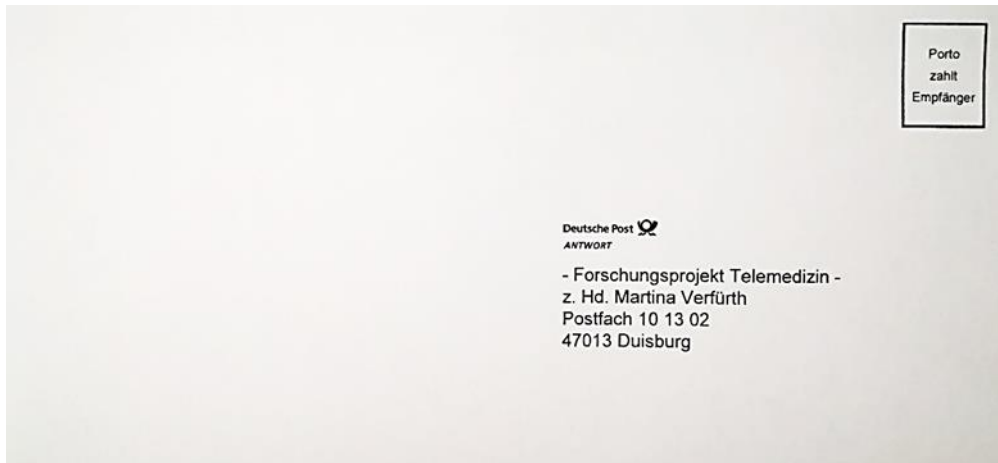 Porto
zahlt
Empfänger
Deutsche Post
ANTWORT
- Forschungsprojekt Telemedizin -
z. Hd. Martina Verfürth
Postfach 10 13 02
47013 Duisburg